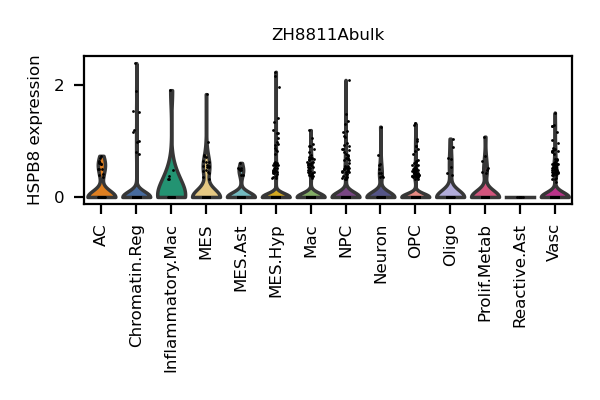 ZH8811Abulk
HSPB8 expression
2
0
AC
Chromatin.Reg
Inflammatory.Mac
MES
MES.Ast
MES.Hyp
Mac
NPC
Neuron
OPC
Oligo
Prolif.Metab
Reactive.Ast
Vasc